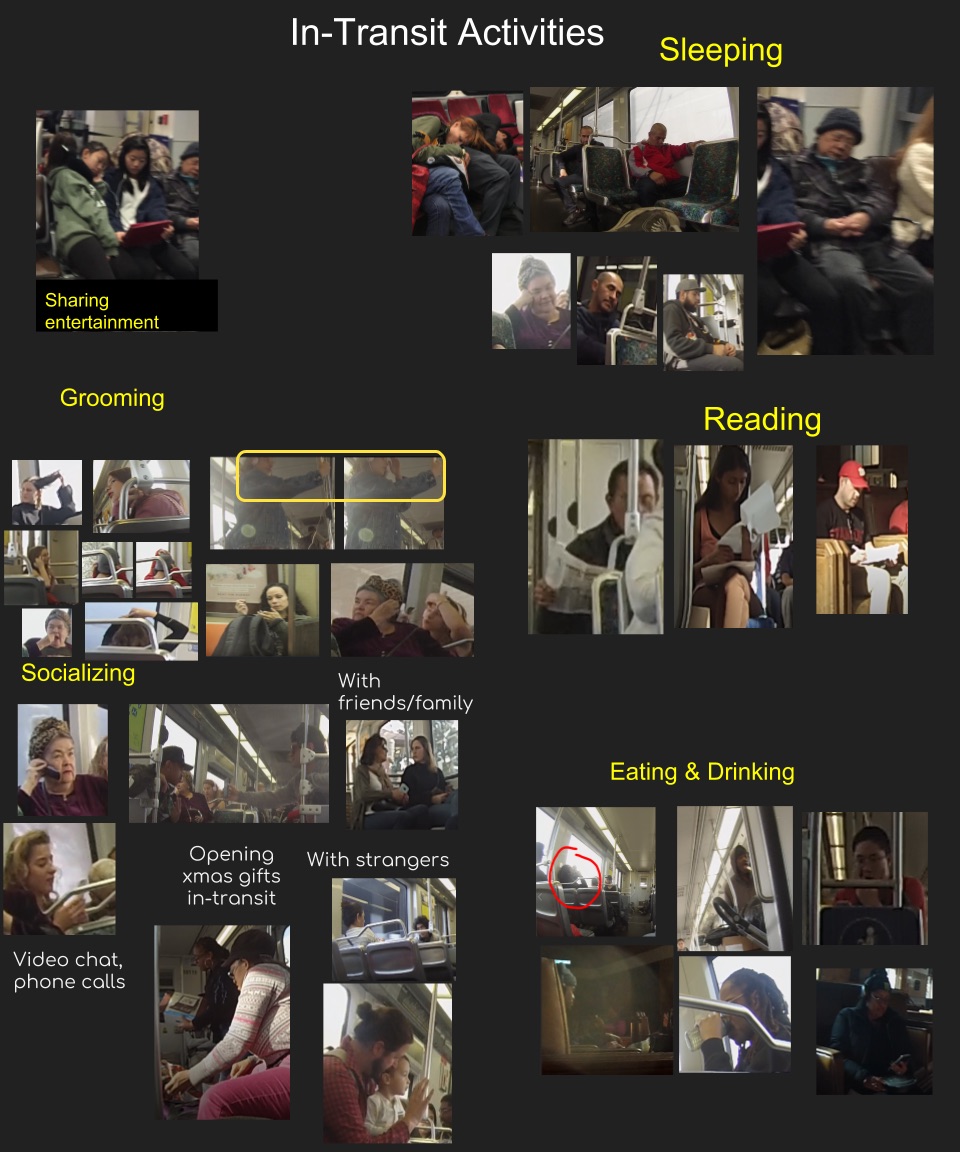 In-Transit Activities
Sleeping
Sharing
entertainment
Grooming
Reading
Socializing
With
friends/family
Eating & Drinking
Opening
xmas gifts
in-transit
With strangers
Video chat,
phone calls